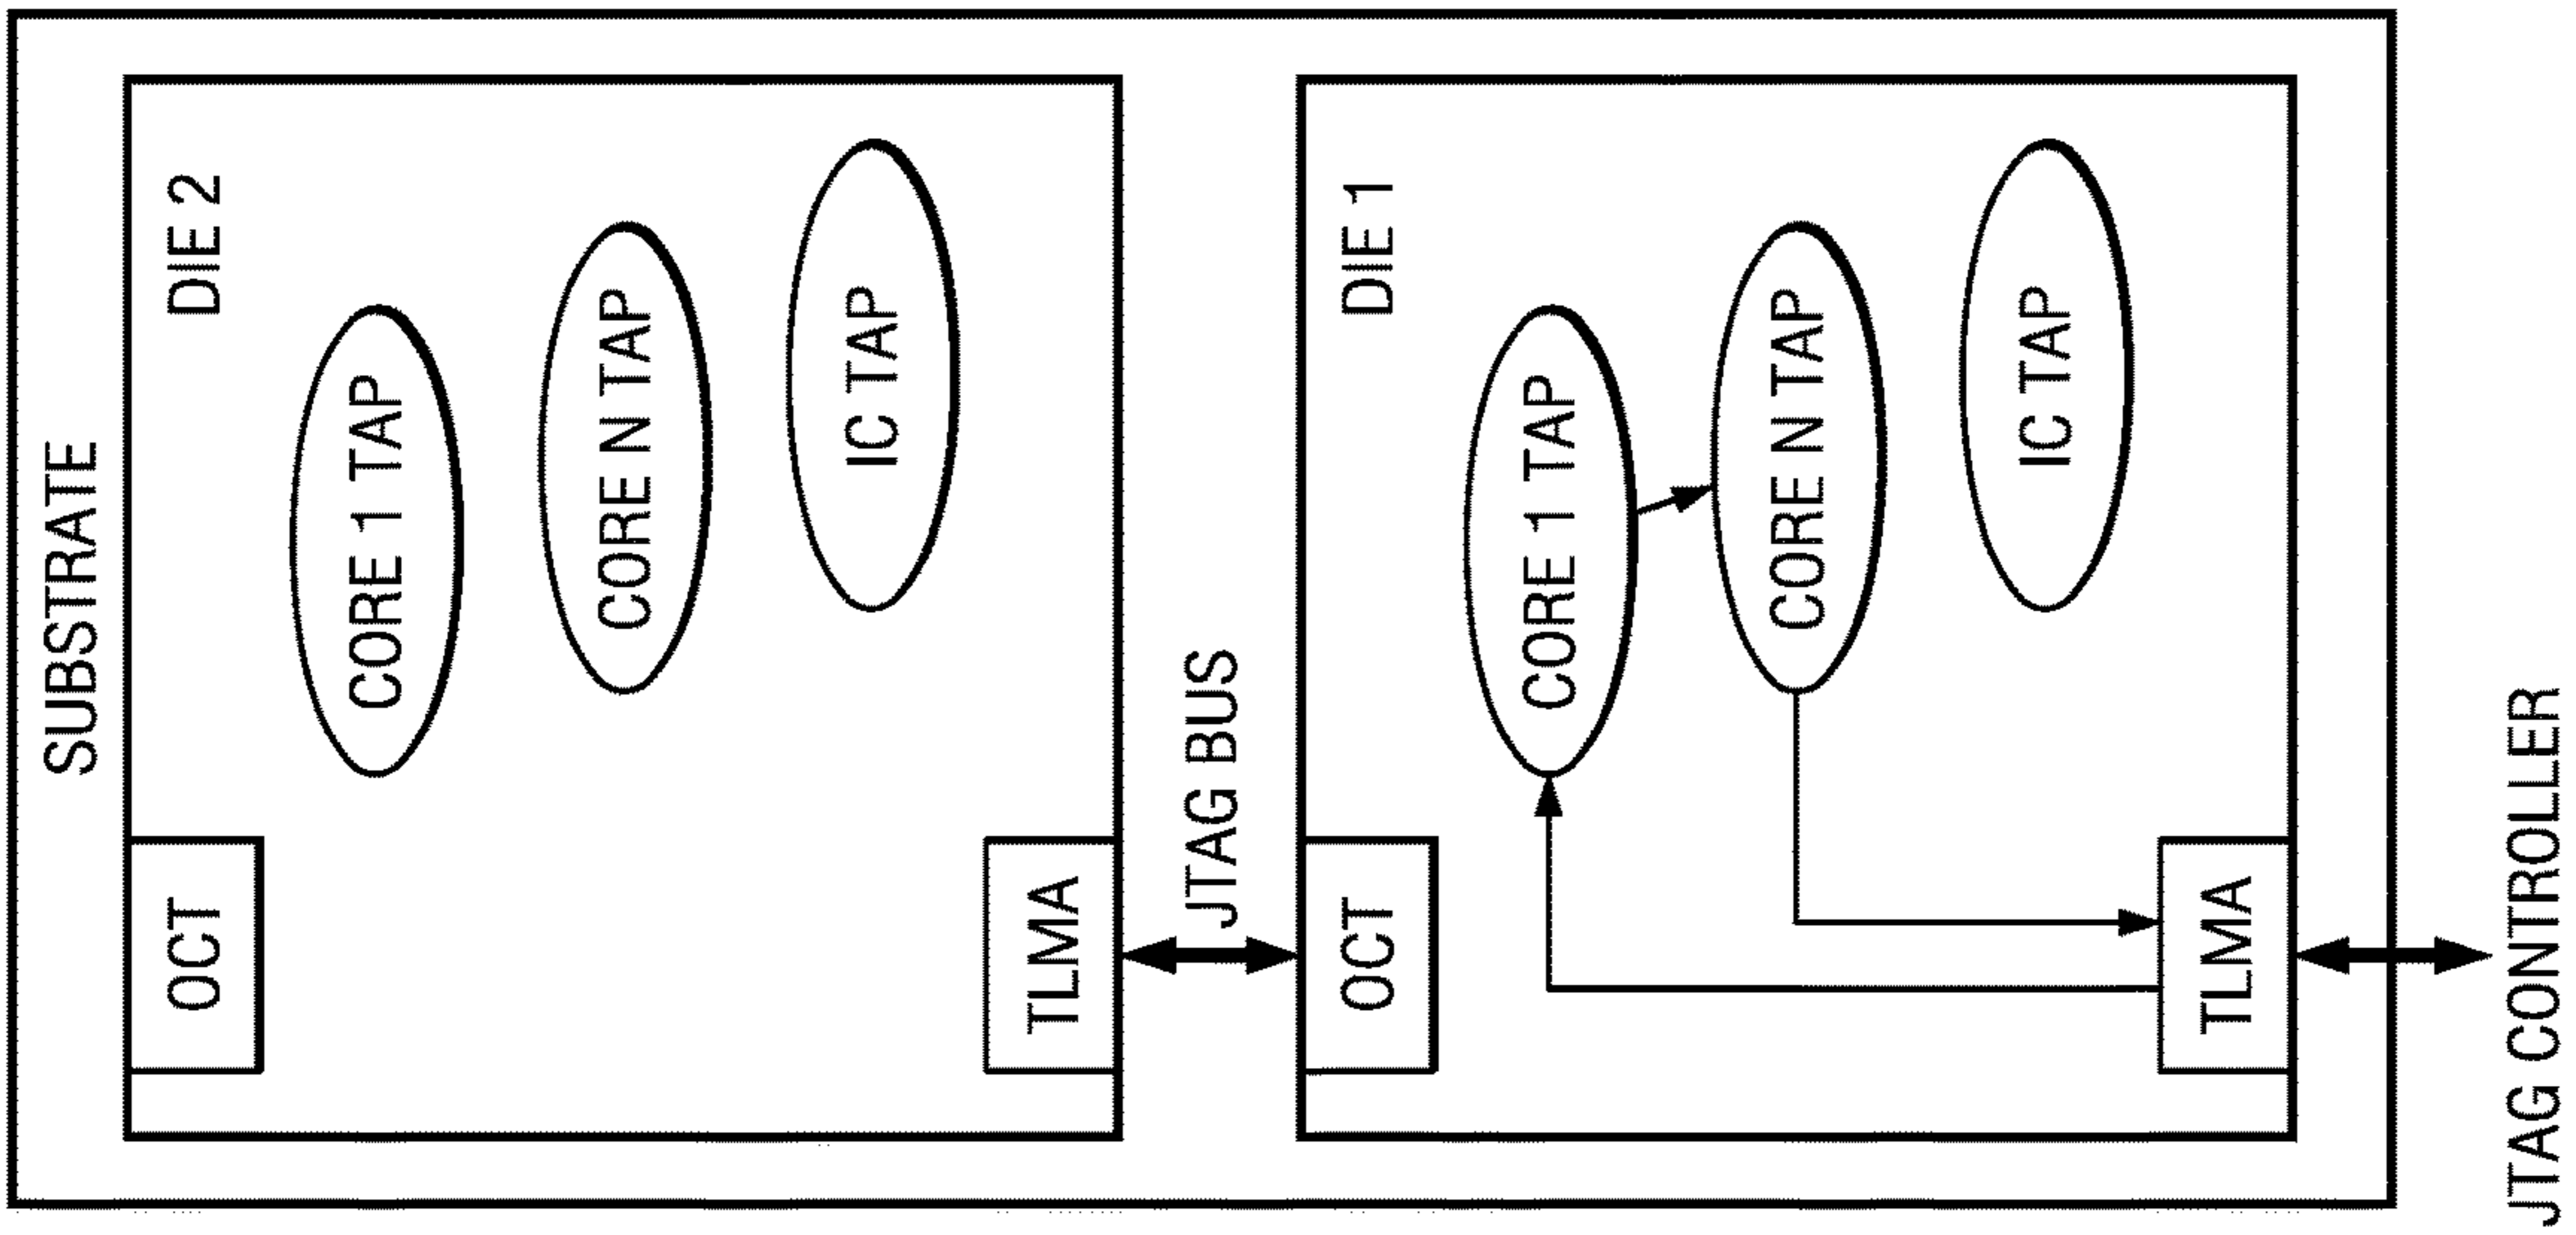 SUBSTRATE
DIE 2
CORE 1 TAP
CORE N TAP
IC TAP
OCT
TLMA
JTAG BUS
DIE 1
CORE 1 TAP
CORE N TAP
IC TAP
OCT
TLMA
JTAG CONTROLLER